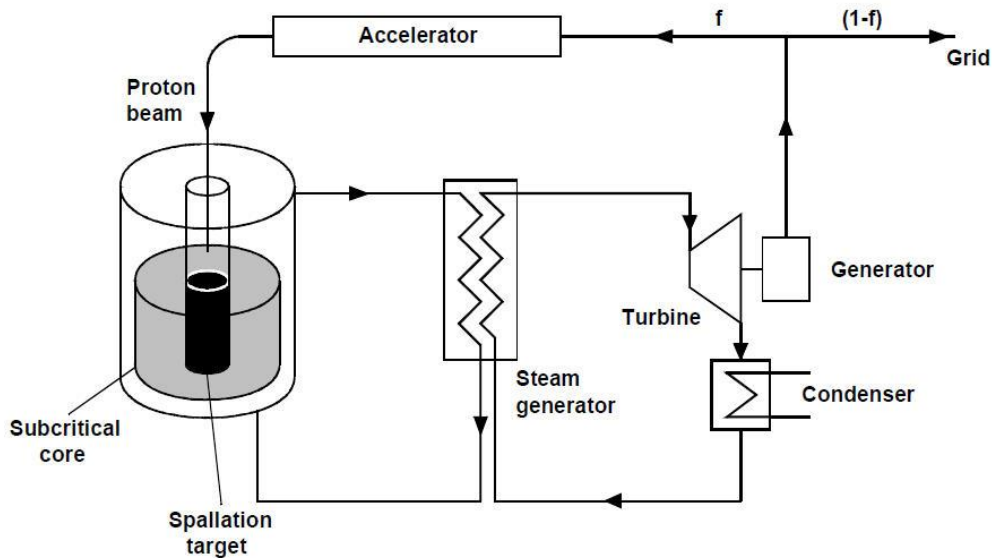 f
(1-f)
Accelerator
Grid
Proton
beam
Generator
Turbine
Steam
generator
Condenser
Subcritical
core
Spallation
target